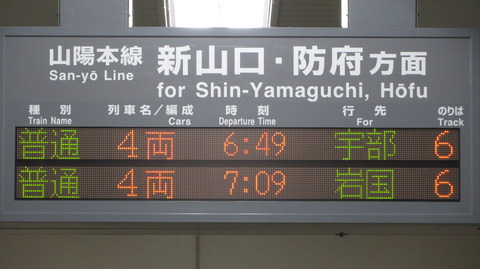 山陽本線 新山口・防府方面
San-yō Line for Shin-Yamaguchi, Hōfu
種別 列車名/編成 時刻 行先 のりば
Train Name Cars Departure Time For Track
普通 4両 6:49 宇部 6
普通 4両 7:09 岩国 6